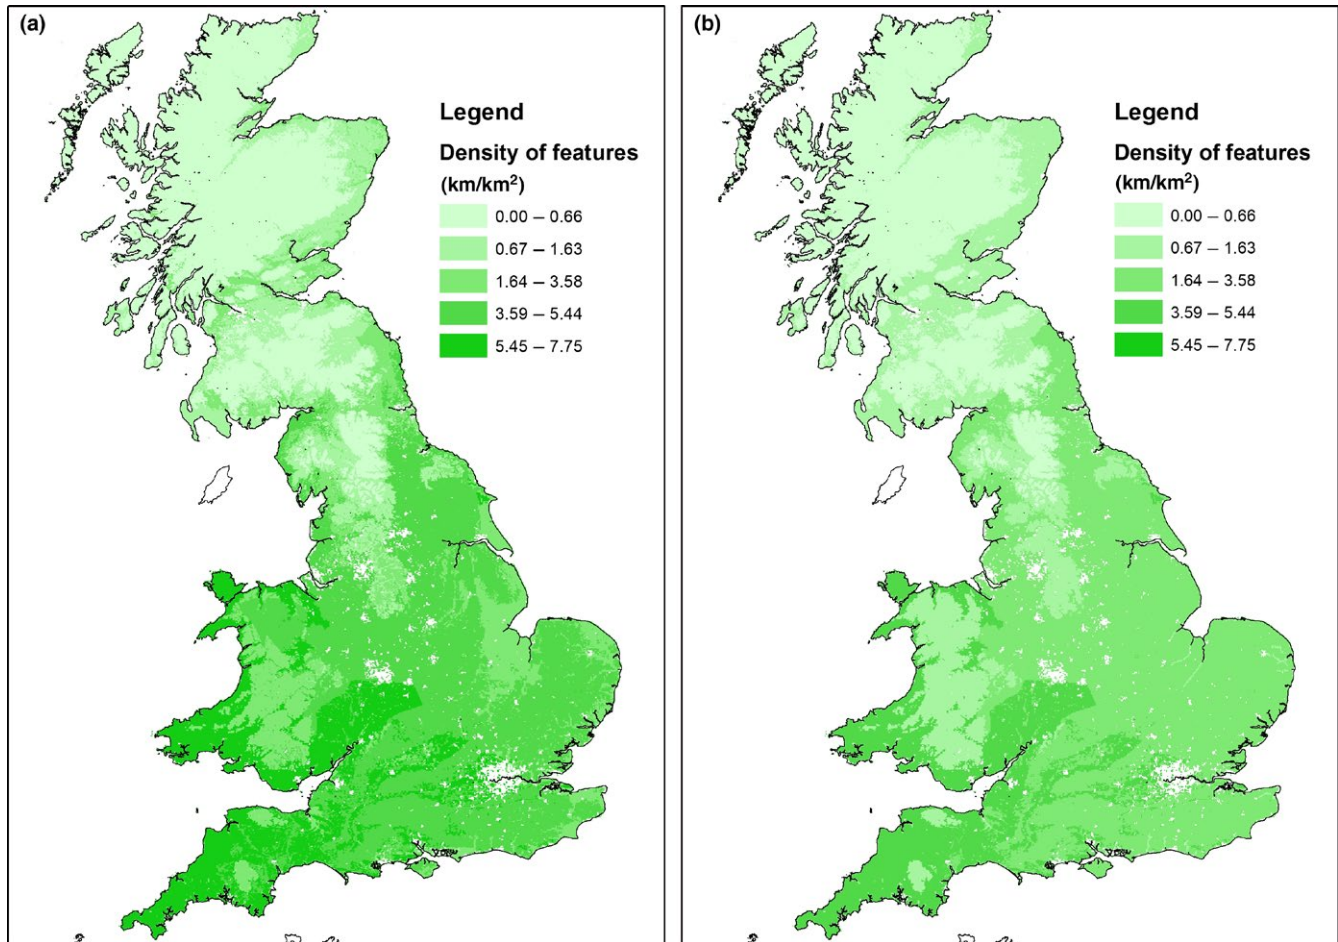 (a)
Legend
Density of features
(km/km²)
0.00 – 0.66
0.67 – 1.63
1.64 – 3.58
3.59 – 5.44
5.45 – 7.75
(b)
Legend
Density of features
(km/km²)
0.00 – 0.66
0.67 – 1.63
1.64 – 3.58
3.59 – 5.44
5.45 – 7.75